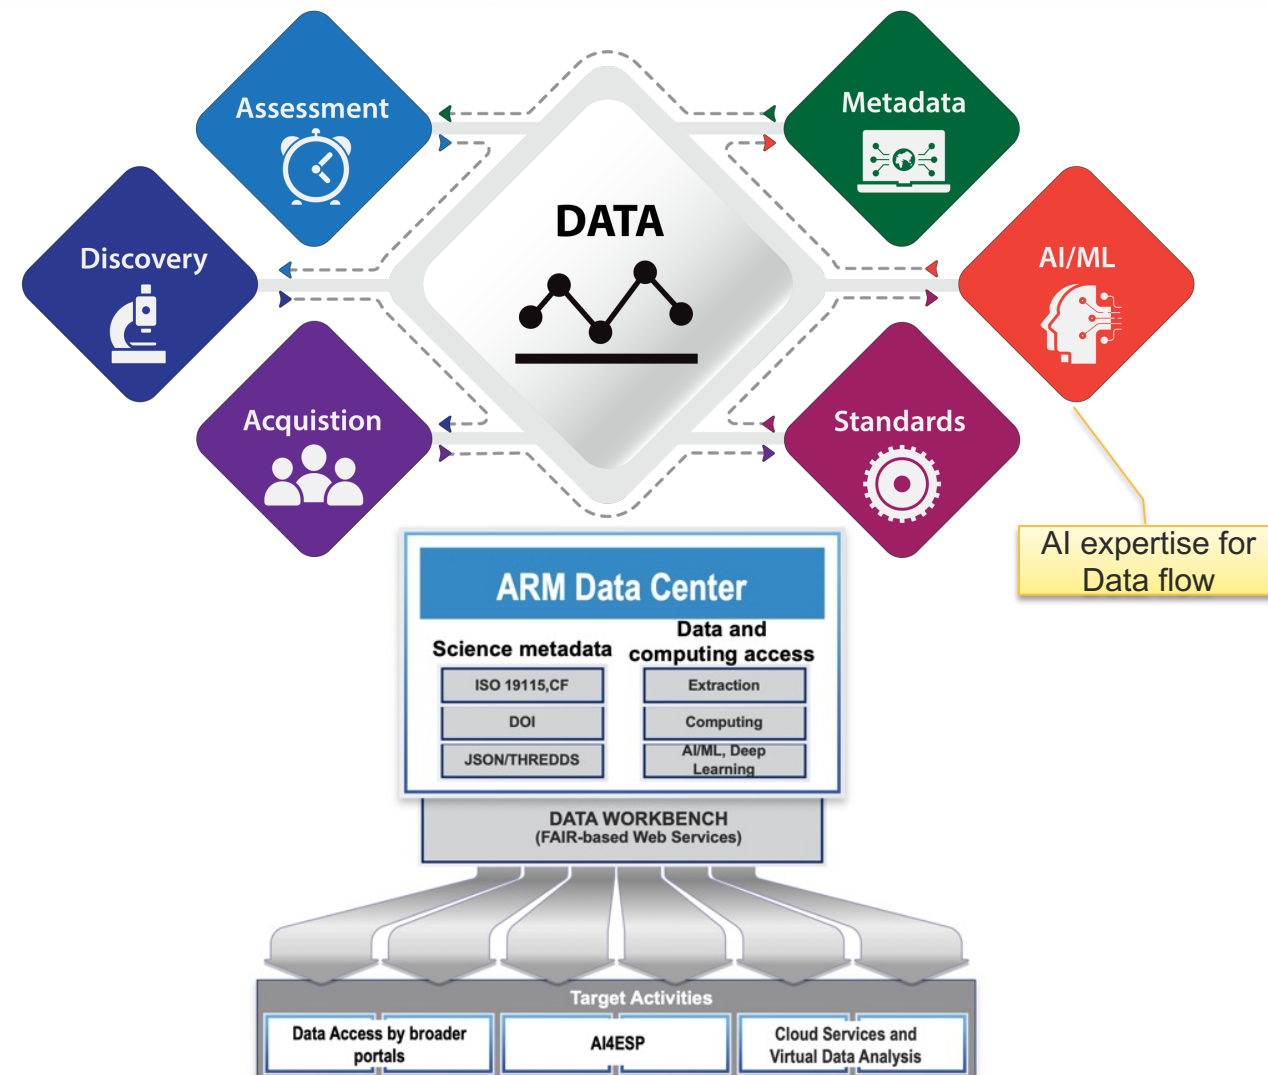 Assessment
Metadata
Discovery
DATA
AI/ML
Acquistion
Standards
AI expertise for
Data flow
ARM Data Center
Science metadata
ISO 19115,CF
DOI
JSON/THREDDS
Data and
computing access
Extraction
Computing
AI/ML, Deep
Learning
DATA WORKBENCH
(FAIR-based Web Services)
Target Activities
Data Access by broader
portals
AI4ESP
Cloud Services and
Virtual Data Analysis